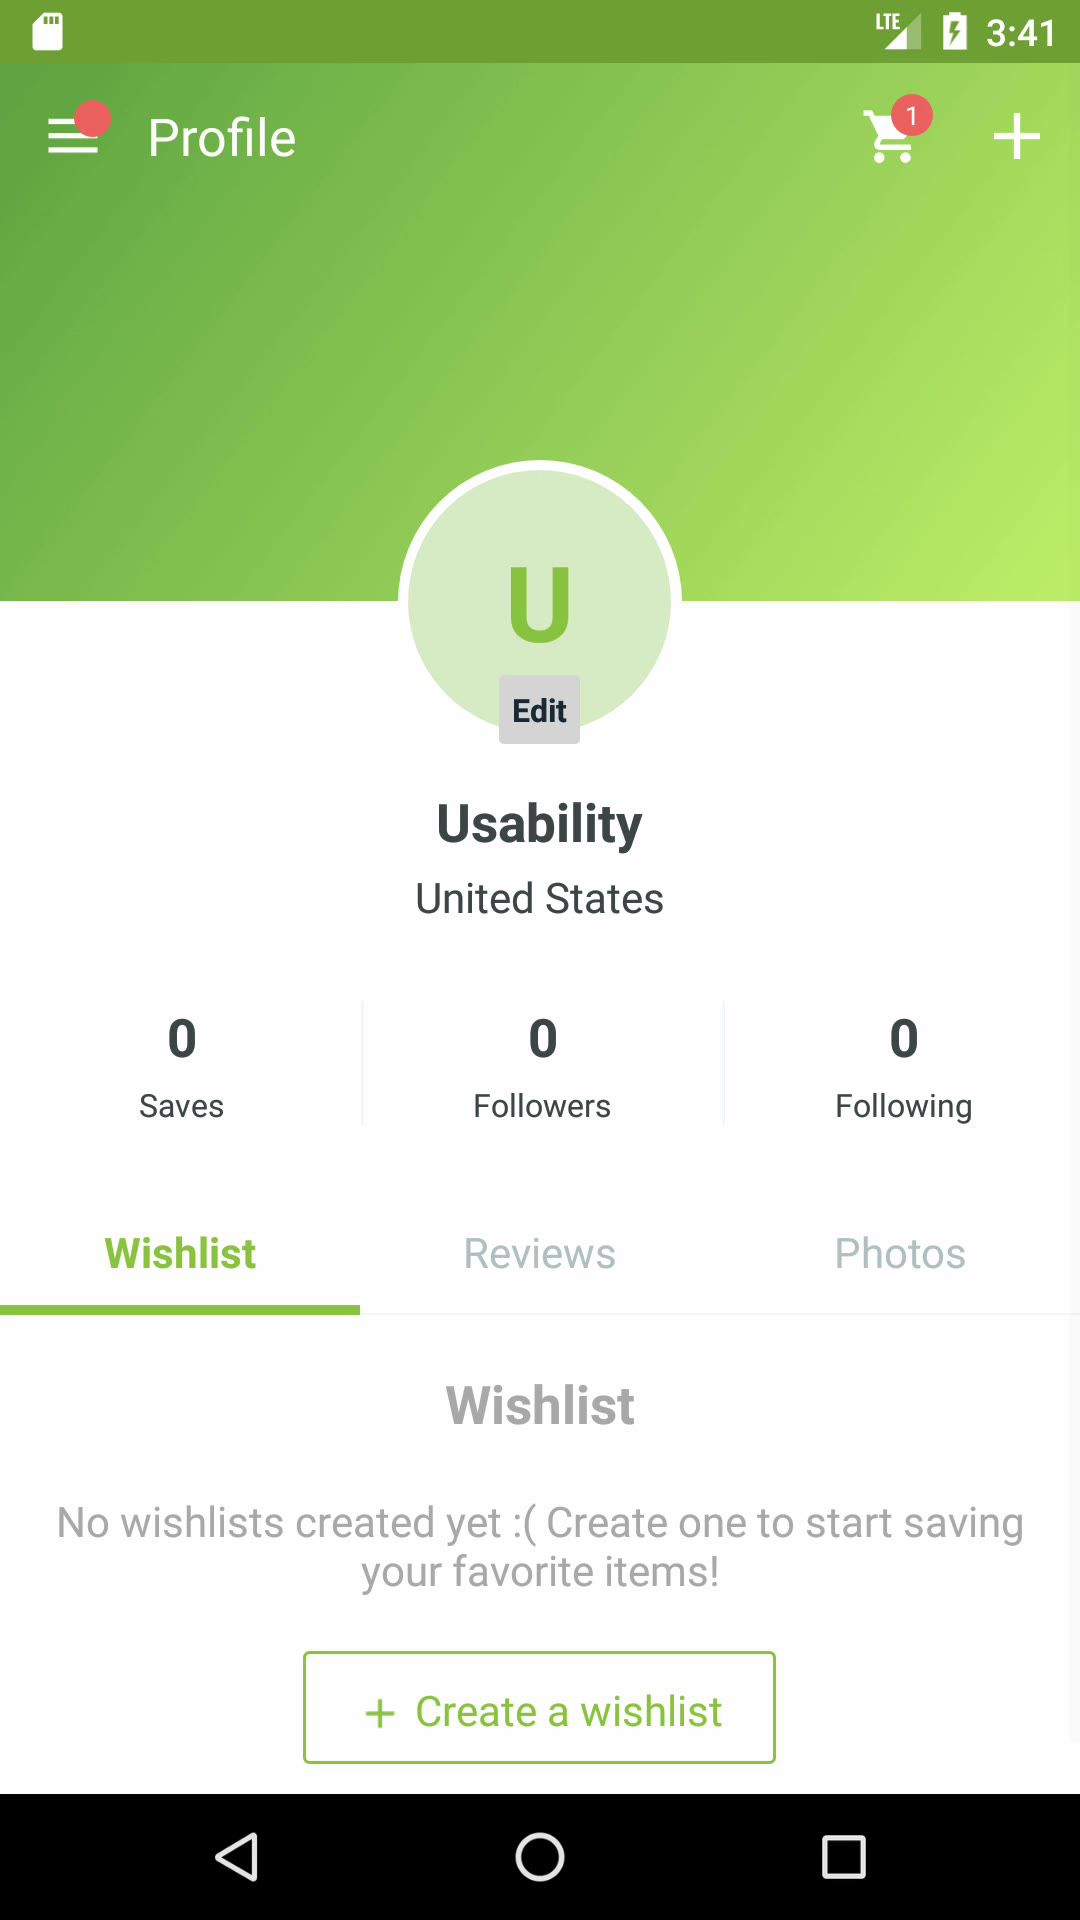 LTE 3:41
Profile 1
U
Edit
Usability
United States
0 0 0
Saves Followers Following
Wishlist Reviews Photos
Wishlist
No wishlists created yet :( Create one to start saving
your favorite items!
+ Create a wishlist